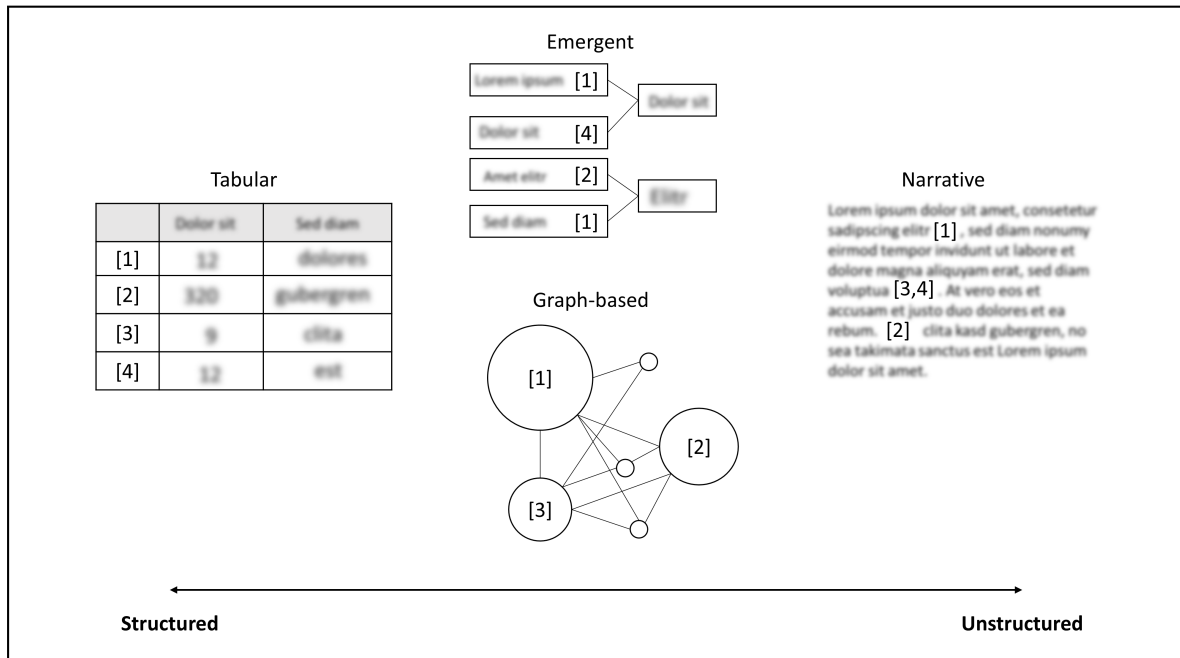 Emergent
Lorem ipsum [1]
Dolor sit
Dolor sit [4]
Amet elitr [2]
Elitr
Sed diam [1]
Tabular
Dolor sit Sed diam
[1] 12 dolores
[2] 320 gubergren
[3] 9 clita
[4] 12 est
Narrative
Lorem ipsum dolor sit amet, consetetur
sadipscing elitr [1] , sed diam nonumy
eirmod tempor invidunt ut labore et
dolore magna aliquyam erat, sed diam
voluptua [3,4] . At vero eos et
accusam et justo duo dolores et ea
rebum. [2] clita kasd gubergren, no
sea takimata sanctus est Lorem ipsum
dolor sit amet.
Graph-based
[1]
[2]
[3]
Structured
Unstructured